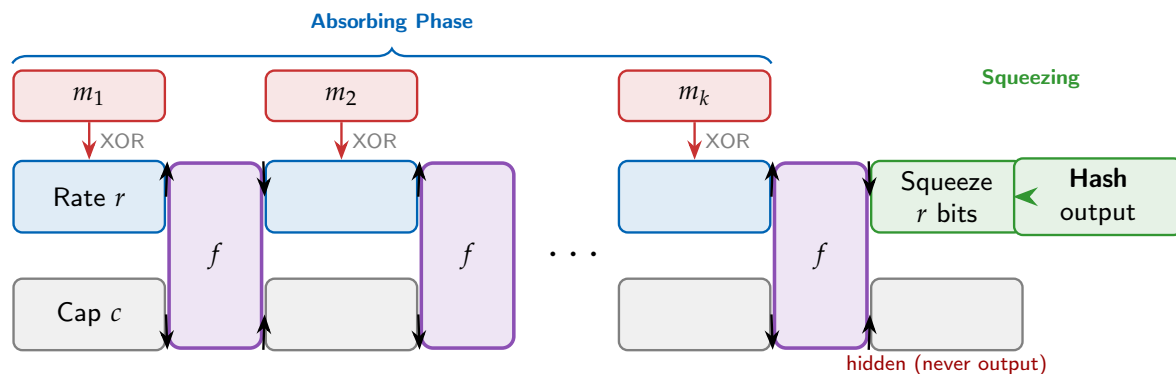 Absorbing Phase
m₁
m₂
mₖ
Squeezing
XOR
XOR
XOR
Rate r
f
f
· · ·
f
Squeeze
r bits
Hash
output
Cap c
hidden (never output)